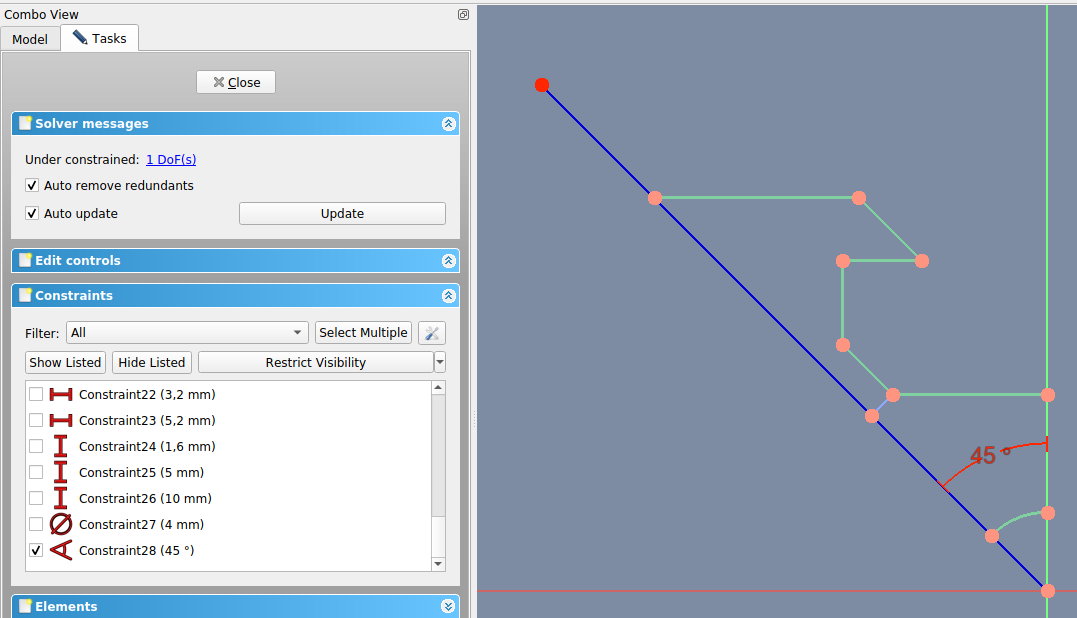 Combo View
Model Tasks
Close
Solver messages
Under constrained: 1 DoF(s)
Auto remove redundants
Auto update Update
Edit controls
Constraints
Filter: All Select Multiple
Show Listed Hide Listed Restrict Visibility
Constraint22 (3,2 mm)
Constraint23 (5,2 mm)
Constraint24 (1,6 mm)
Constraint25 (5 mm)
Constraint26 (10 mm)
Constraint27 (4 mm)
Constraint28 (45 °)
Elements
45 °